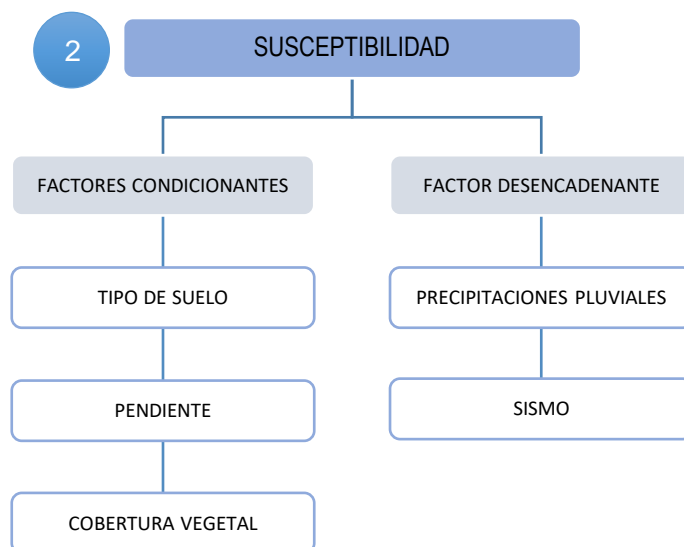 2
SUSCEPTIBILIDAD
FACTORES CONDICIONANTES
FACTOR DESENCADENANTE
TIPO DE SUELO
PRECIPITACIONES PLUVIALES
PENDIENTE
SISMO
COBERTURA VEGETAL